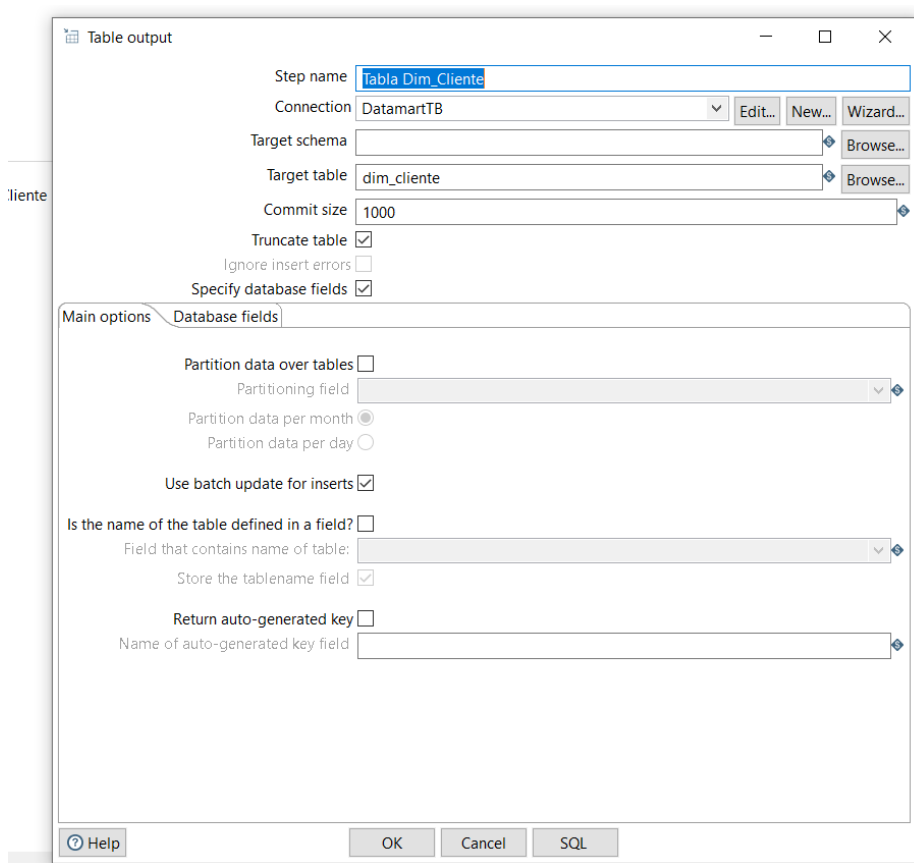 Table output
Step name Tabla Dim_Cliente
Connection DatamartTB Edit... New... Wizard...
Target schema Browse...
Target table dim_cliente Browse...
:liente
Commit size 1000
Truncate table
Ignore insert errors
Specify database fields
Main options Database fields
Partition data over tables
Partitioning field
Partition data per month
Partition data per day
Use batch update for inserts
Is the name of the table defined in a field?
Field that contains name of table:
Store the tablename field
Return auto-generated key
Name of auto-generated key field
Help OK Cancel SQL